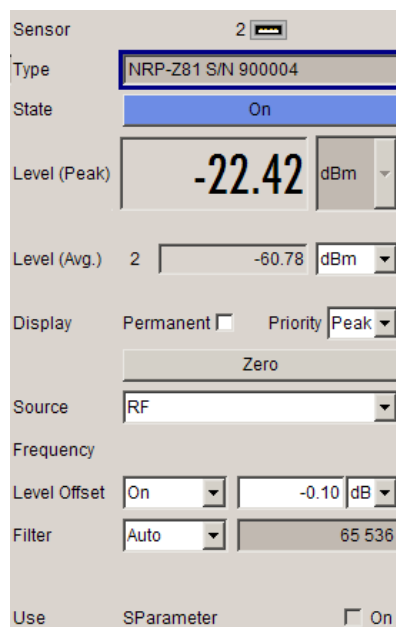 Sensor 2
Type NRP-Z81 S/N 900004
State On
Level (Peak) -22.42 dBm
Level (Avg.) 2 -60.78 dBm
Display Permanent Priority Peak
Zero
Source RF
Frequency
Level Offset On -0.10 dB
Filter Auto 65 536
Use SParameter On